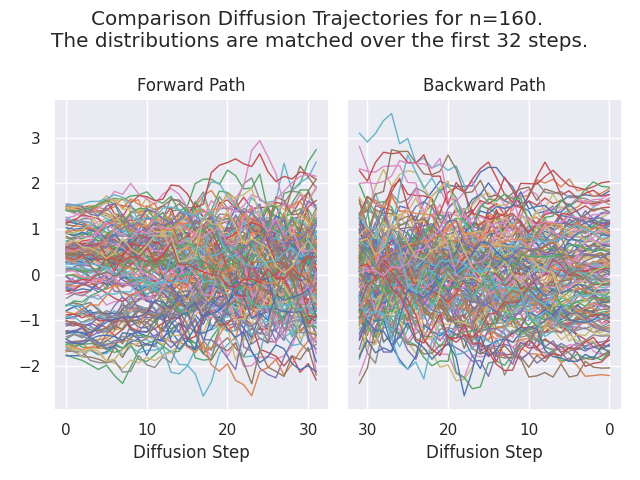 Comparison Diffusion Trajectories for n=160.
The distributions are matched over the first 32 steps.
Forward Path
Backward Path
3
2
1
0
−1
−2
0 10 20 30
30 20 10 0
Diffusion Step
Diffusion Step